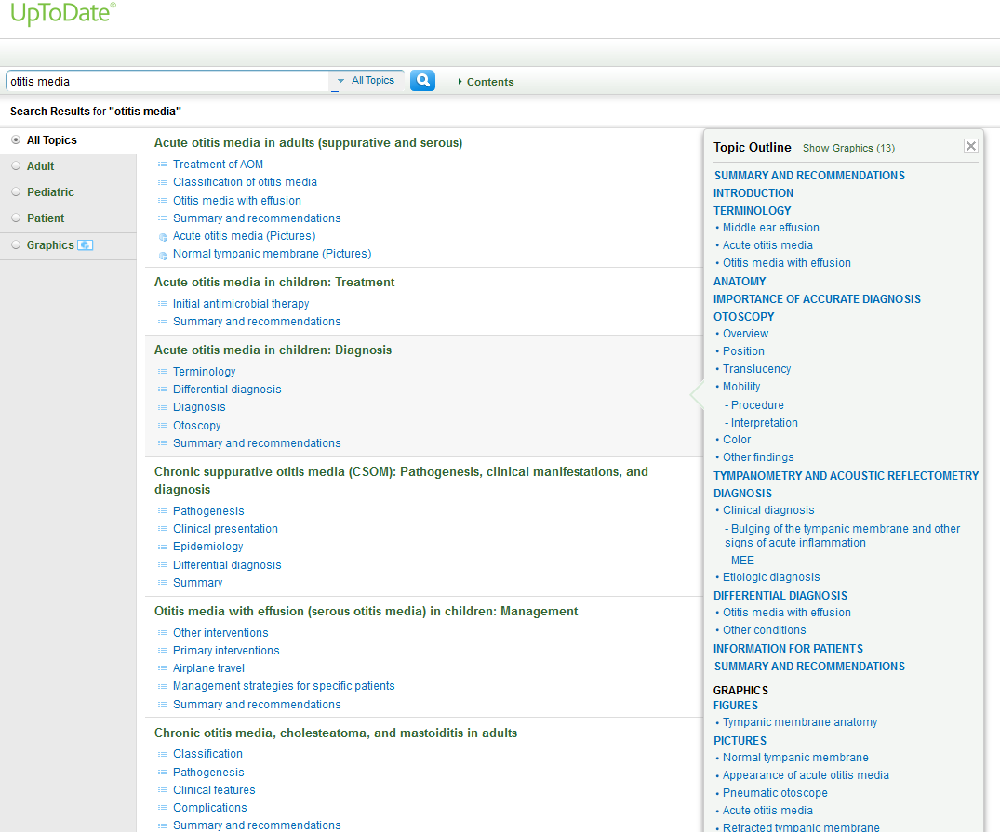 UpToDate®
otitis media
All Topics
Contents
Search Results for "otitis media"
All Topics
Adult
Pediatric
Patient
Graphics
Acute otitis media in adults (suppurative and serous)
Treatment of AOM
Classification of otitis media
Otitis media with effusion
Summary and recommendations
Acute otitis media (Pictures)
Normal tympanic membrane (Pictures)
Acute otitis media in children: Treatment
Initial antimicrobial therapy
Summary and recommendations
Acute otitis media in children: Diagnosis
Terminology
Differential diagnosis
Diagnosis
Otoscopy
Summary and recommendations
Chronic suppurative otitis media (CSOM): Pathogenesis, clinical manifestations, and
diagnosis
Pathogenesis
Clinical presentation
Epidemiology
Differential diagnosis
Summary
Otitis media with effusion (serous otitis media) in children: Management
Other interventions
Primary interventions
Airplane travel
Management strategies for specific patients
Summary and recommendations
Chronic otitis media, cholesteatoma, and mastoiditis in adults
Classification
Pathogenesis
Clinical features
Complications
Summary and recommendations
Topic Outline Show Graphics (13)
SUMMARY AND RECOMMENDATIONS
INTRODUCTION
TERMINOLOGY
• Middle ear effusion
• Acute otitis media
• Otitis media with effusion
ANATOMY
IMPORTANCE OF ACCURATE DIAGNOSIS
OTOSCOPY
• Overview
• Position
• Translucency
• Mobility
- Procedure
- Interpretation
• Color
• Other findings
TYMPANOMETRY AND ACOUSTIC REFLECTOMETRY
DIAGNOSIS
• Clinical diagnosis
- Bulging of the tympanic membrane and other
signs of acute inflammation
- MEE
• Etiologic diagnosis
DIFFERENTIAL DIAGNOSIS
• Otitis media with effusion
• Other conditions
INFORMATION FOR PATIENTS
SUMMARY AND RECOMMENDATIONS
GRAPHICS
FIGURES
• Tympanic membrane anatomy
PICTURES
• Normal tympanic membrane
• Appearance of acute otitis media
• Pneumatic otoscope
• Acute otitis media
• Retracted tympanic membrane